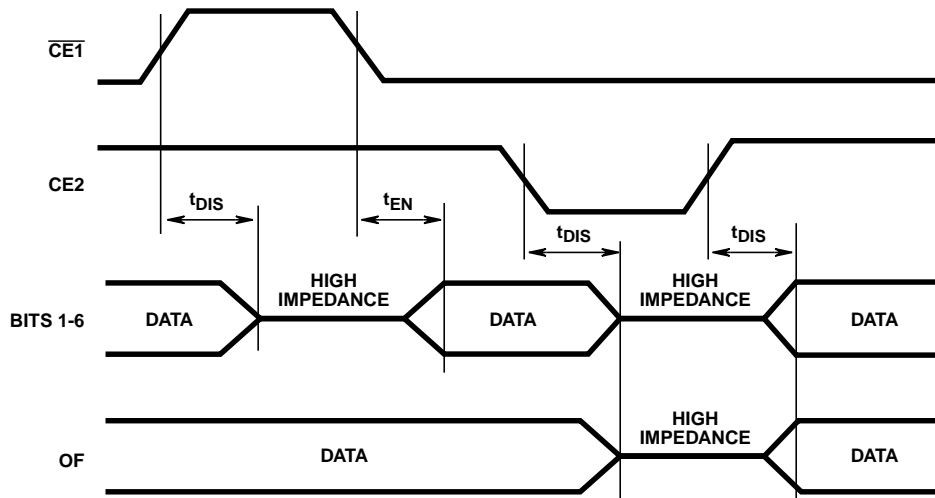 CE1
CE2
tDIS
tEN
tDIS
tDIS
BITS 1-6
DATA
HIGH
IMPEDANCE
DATA
HIGH
IMPEDANCE
DATA
OF
DATA
HIGH
IMPEDANCE
DATA